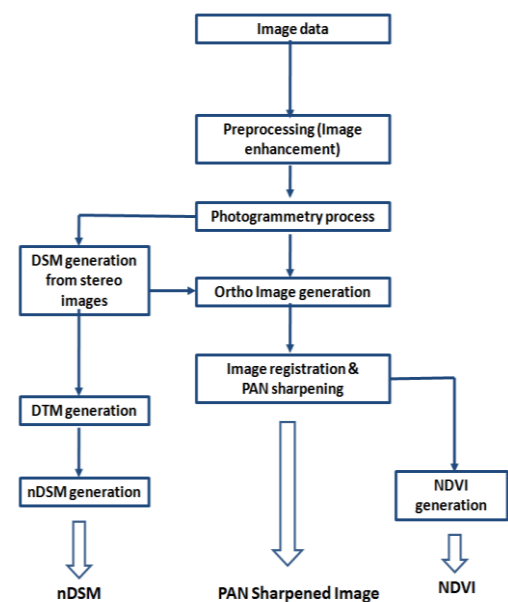 Image data
Preprocessing (Image
enhancement)
Photogrammetry process
DSM generation
from stereo
images
Ortho Image generation
Image registration &
PAN sharpening
DTM generation
nDSM generation
NDVI
generation
nDSM
PAN Sharpened Image
NDVI